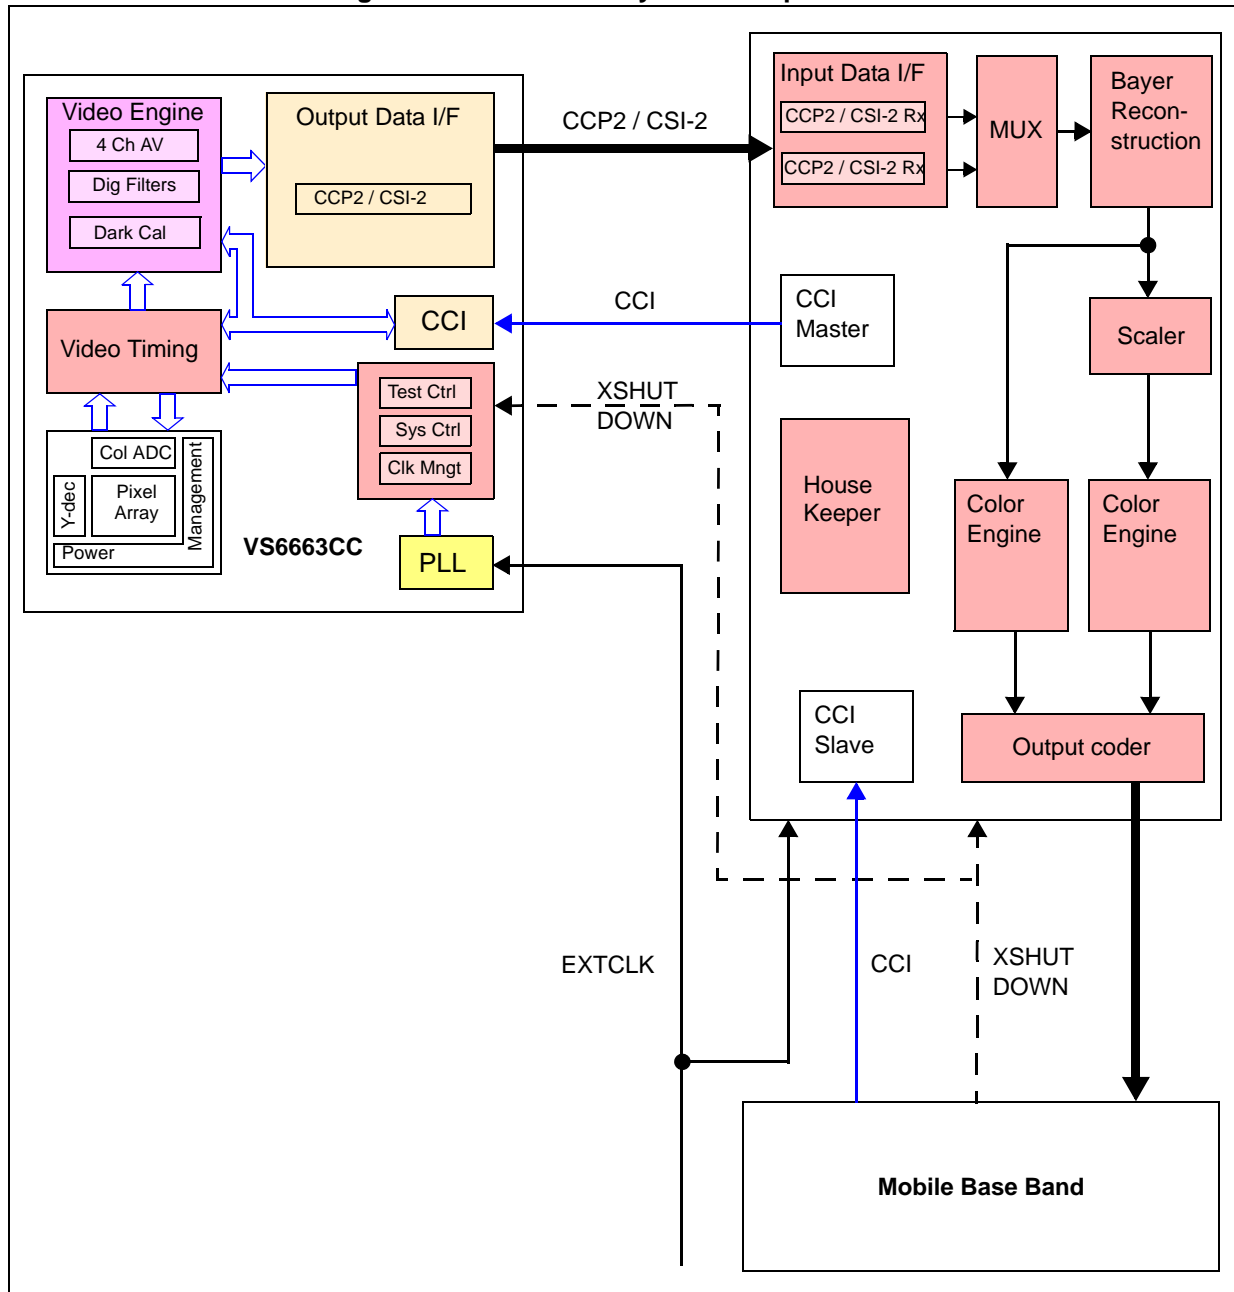 Video Engine
4 Ch AV
Dig Filters
Dark Cal
Output Data I/F
CCP2 / CSI-2
CCP2 / CSI-2
Input Data I/F
CCP2 / CSI-2 Rx
CCP2 / CSI-2 Rx
MUX
Bayer
Recon-
struction
CCI
CCI
CCI
Master
Scaler
Video Timing
Test Ctrl
Sys Ctrl
Clk Mngt
XSHUT
DOWN
Col ADC
Y-dec
Pixel
Array
Management
Power
VS6663CC
PLL
House
Keeper
Color
Engine
Color
Engine
CCI
Slave
Output coder
EXTCLK
CCI
XSHUT
DOWN
Mobile Base Band